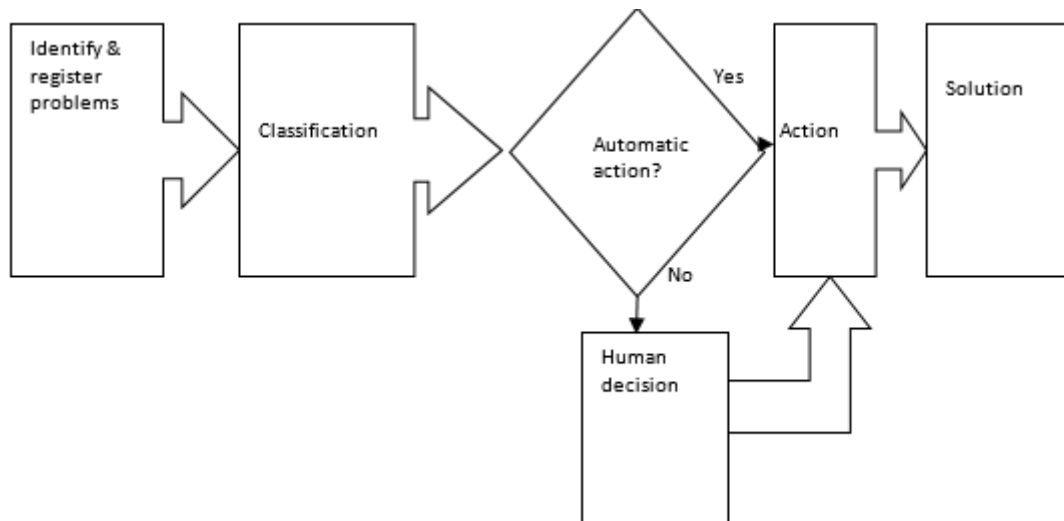 Identify &
register
problems
Classification
Automatic
action?
Yes
No
Action
Solution
Human
decision